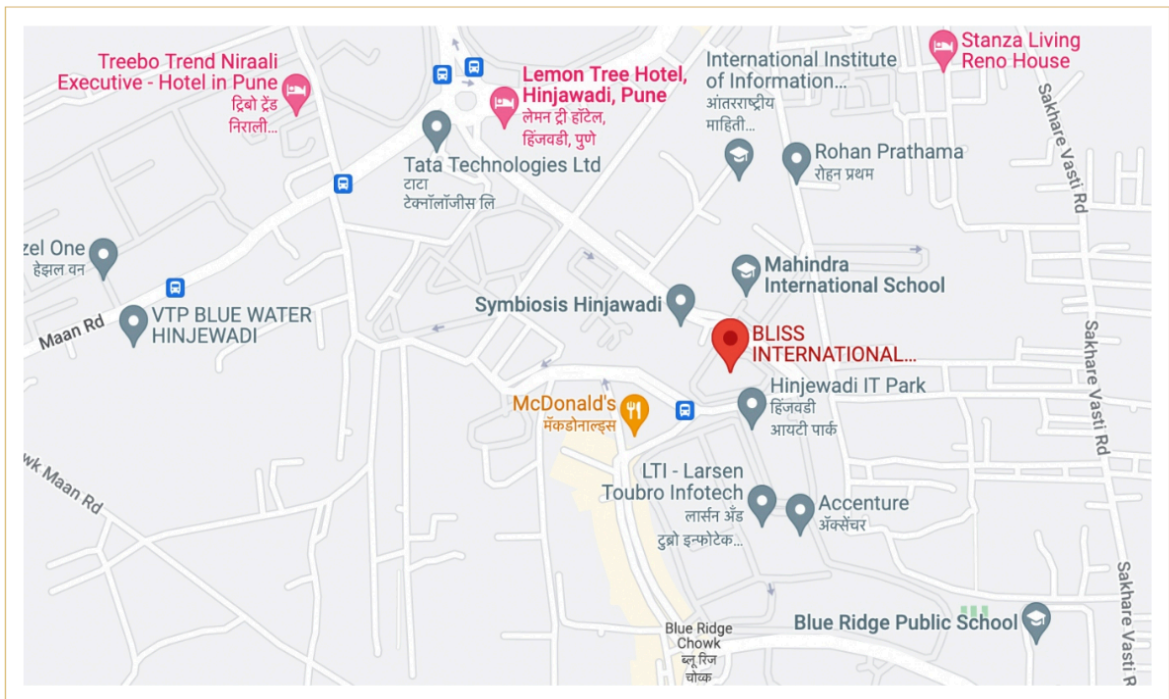 Treebo Trend Niraali
Executive - Hotel in Pune
ट्रिबो ट्रेंड
निराली...
Lemon Tree Hotel,
Hinjawadi, Pune
लेमन ट्री हॉटेल,
हिंजवडी, पुणे
International Institute
of Information...
आंतरराष्ट्रीय
माहिती...
Stanza Living
Reno House
Sakhare Vasti Rd
Tata Technologies Ltd
टाटा
टेक्नॉलॉजीस लि
Rohan Prathama
रोहन प्रथम
zel One
हेझल वन
Mahindra
International School
Symbiosis Hinjawadi
VTP BLUE WATER
HINJEWADI
Maan Rd
BLISS
INTERNATIONAL...
Sakhare Vasti Rd
Hinjewadi IT Park
हिंजवडी
आयटी पार्क
McDonald's
मॅकडोनाल्ड्स
wk Maan Rd
LTI - Larsen
Toubro Infotech
लार्सन अँड
टुब्रो इन्फोटेक...
Accenture
ॲक्सेंचर
Sakhare Vasti R
Blue Ridge Public School
Blue Ridge
Chowk
ब्लू रिज
चोव्क